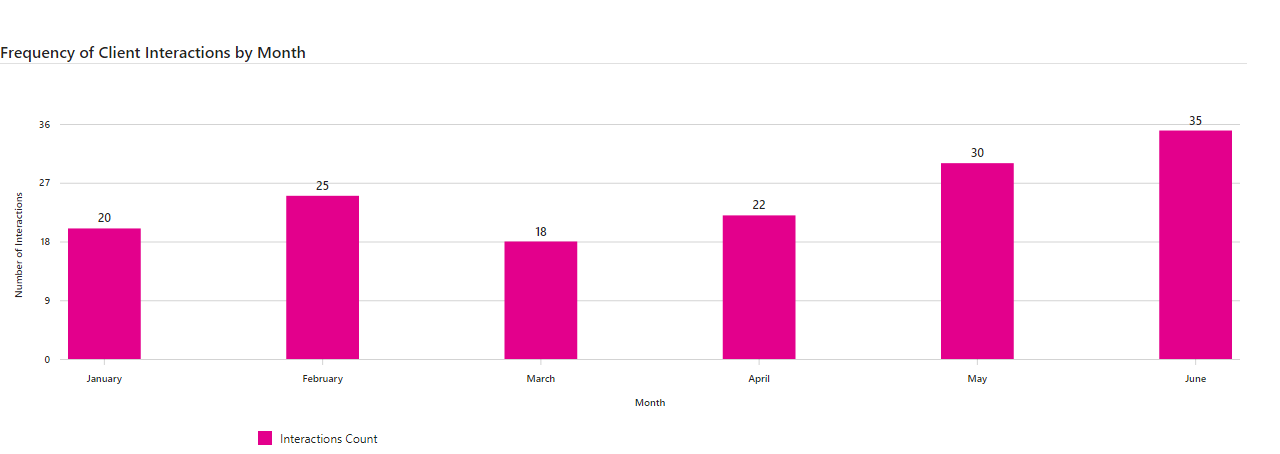 Frequency of Client Interactions by Month
36
27
18
9
0
Number of Interactions
20
25
18
22
30
35
January
February
March
April
May
June
Month
Interactions Count